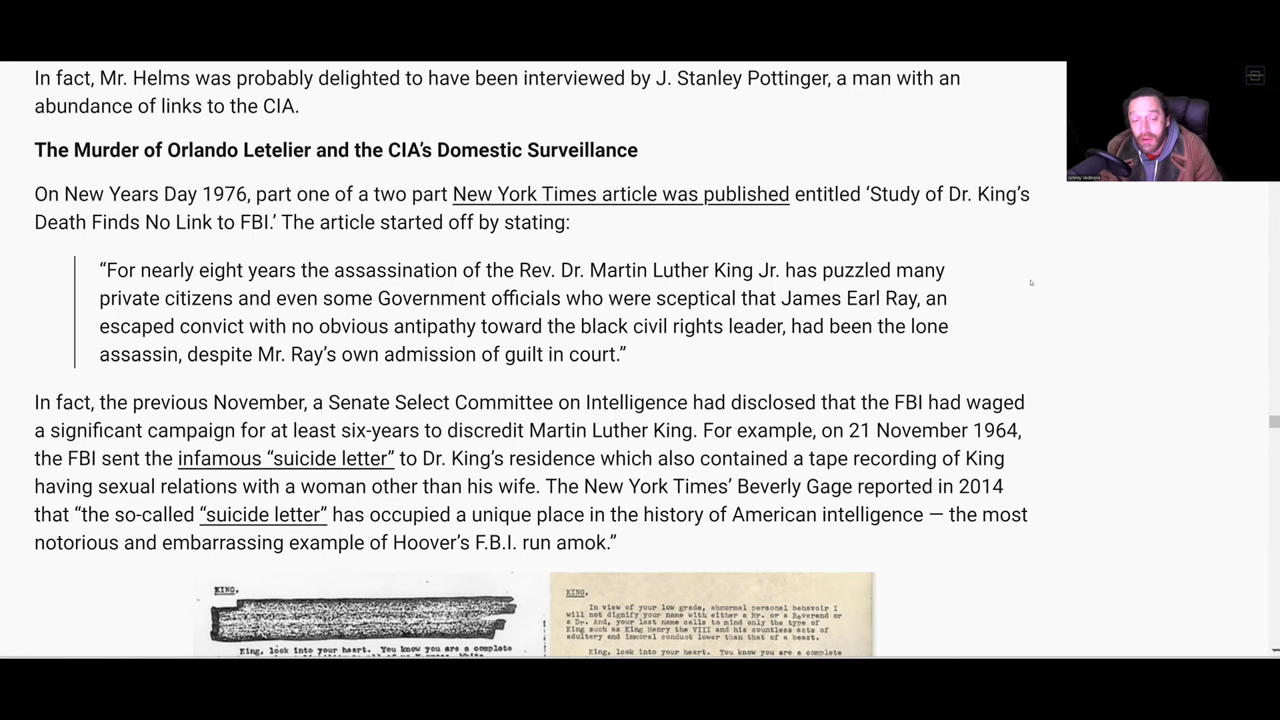 In fact, Mr. Helms was probably delighted to have been interviewed by J. Stanley Pottinger, a man with an
abundance of links to the CIA.
The Murder of Orlando Letelier and the CIA’s Domestic Surveillance
On New Years Day 1976, part one of a two part New York Times article was published entitled ‘Study of Dr. King’s
Death Finds No Link to FBI.’ The article started off by stating:
“For nearly eight years the assassination of the Rev. Dr. Martin Luther King Jr. has puzzled many
private citizens and even some Government officials who were sceptical that James Earl Ray, an
escaped convict with no obvious antipathy toward the black civil rights leader, had been the lone
assassin, despite Mr. Ray’s own admission of guilt in court.”
In fact, the previous November, a Senate Select Committee on Intelligence had disclosed that the FBI had waged
a significant campaign for at least six-years to discredit Martin Luther King. For example, on 21 November 1964,
the FBI sent the infamous “suicide letter” to Dr. King’s residence which also contained a tape recording of King
having sexual relations with a woman other than his wife. The New York Times’ Beverly Gage reported in 2014
that “the so-called “suicide letter” has occupied a unique place in the history of American intelligence — the most
notorious and embarrassing example of Hoover’s F.B.I. run amok.”
KING,
King, look into your heart. You know you are a complete
KING,
In view of your low grade, abnormal personal behavoir I
will not dignify your name with either a Mr. or a Reverend or
a Dr. And, your last name calls to mind only the type of
King such as King Henry the VIII and his countless acts of
adultery and immoral conduct lower than that of a beast.
King, look into your heart. You know you are a complete